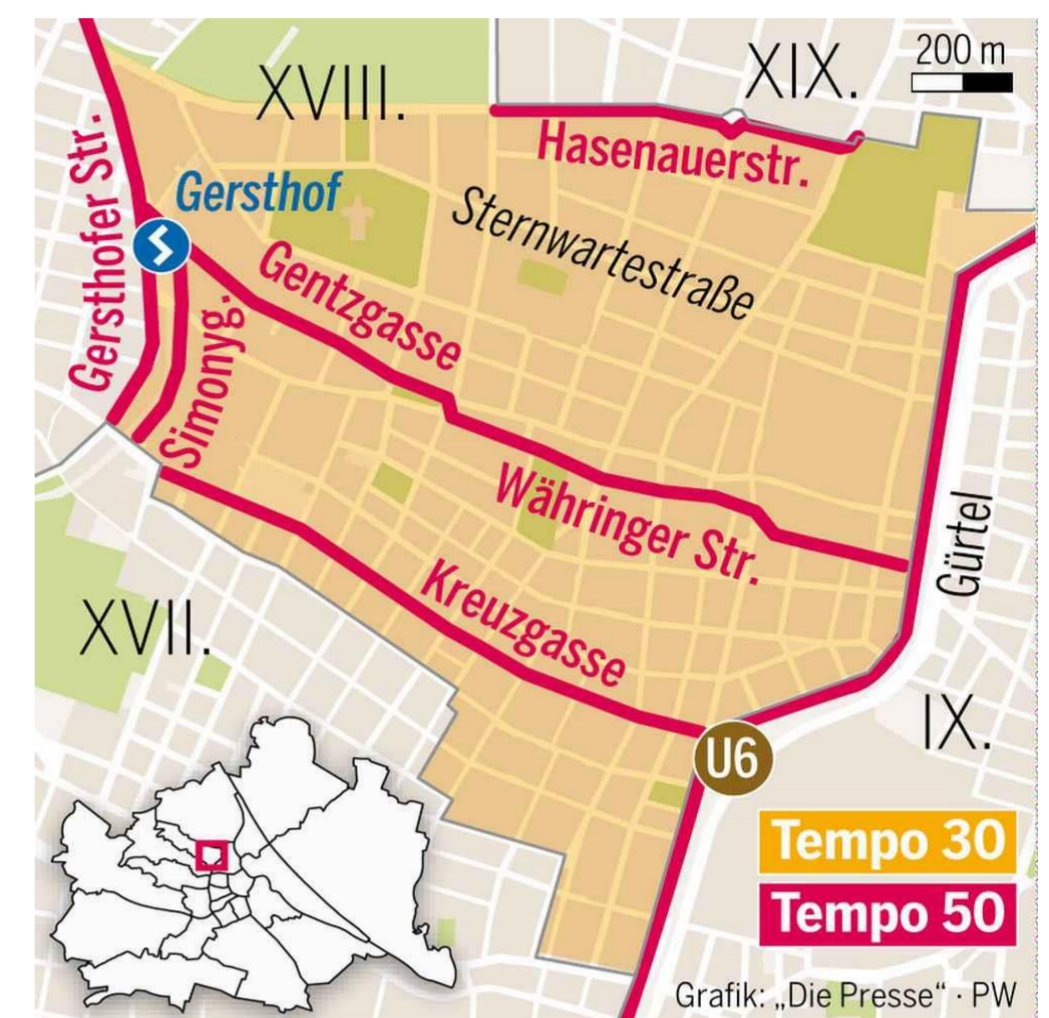 XVIII.
XIX.
200 m
Gersthofer Str.
Gersthof
Hasenauerstr.
Sternwartestraße
Gentzgasse
Simonyg.
Währinger Str.
Gürtel
Kreuzgasse
XVII.
IX.
U6
Tempo 30
Tempo 50
Grafik: „Die Presse“ · PW